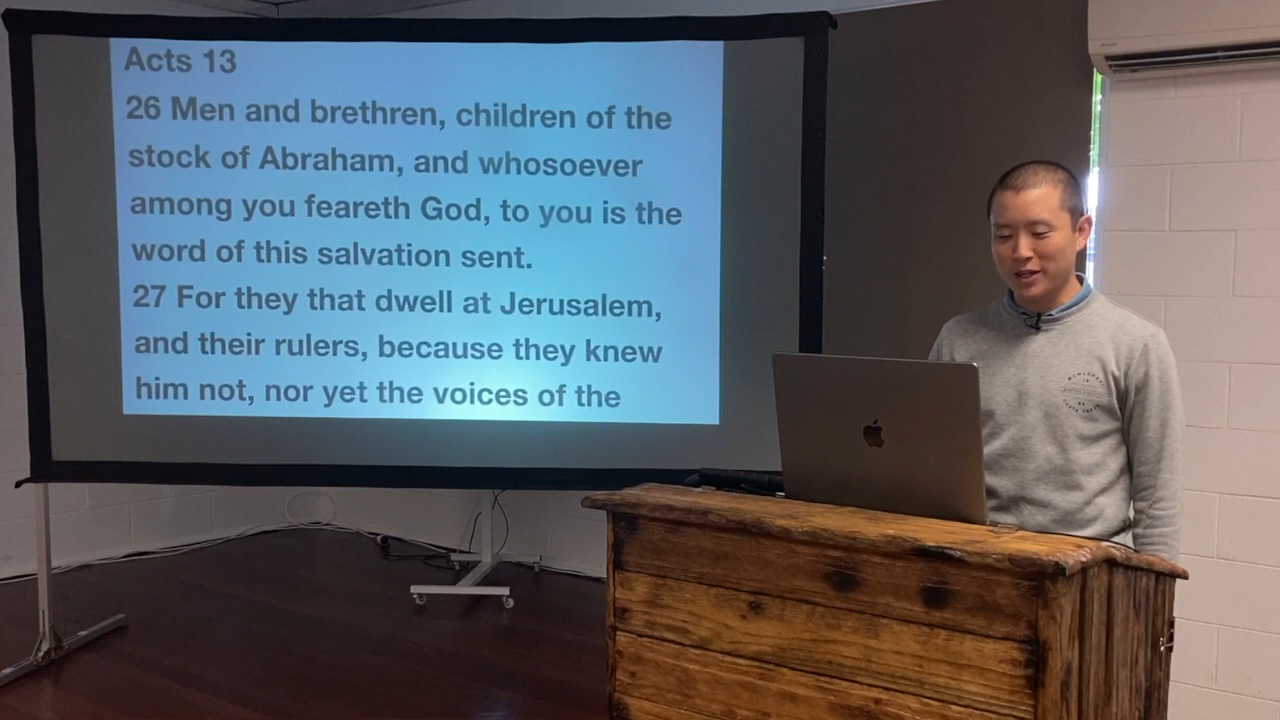 Acts 13
26 Men and brethren, children of the
stock of Abraham, and whosoever
among you feareth God, to you is the
word of this salvation sent.
27 For they that dwell at Jerusalem,
and their rulers, because they knew
him not, nor yet the voices of the